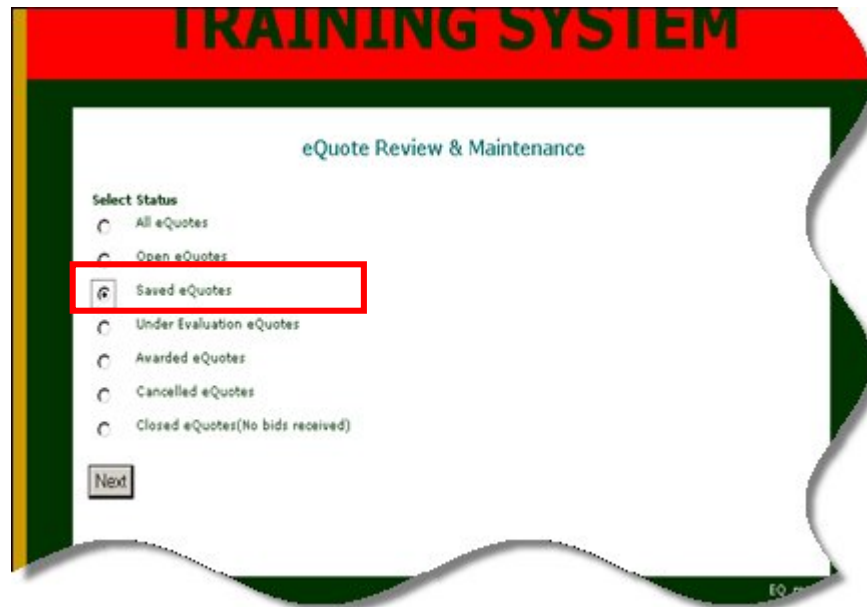 TRAINING SYSTEM
eQuote Review & Maintenance
Select Status
All eQuotes
Open eQuotes
Saved eQuotes
Under Evaluation eQuotes
Awarded eQuotes
Cancelled eQuotes
Closed eQuotes(No bids received)
Next
EQ